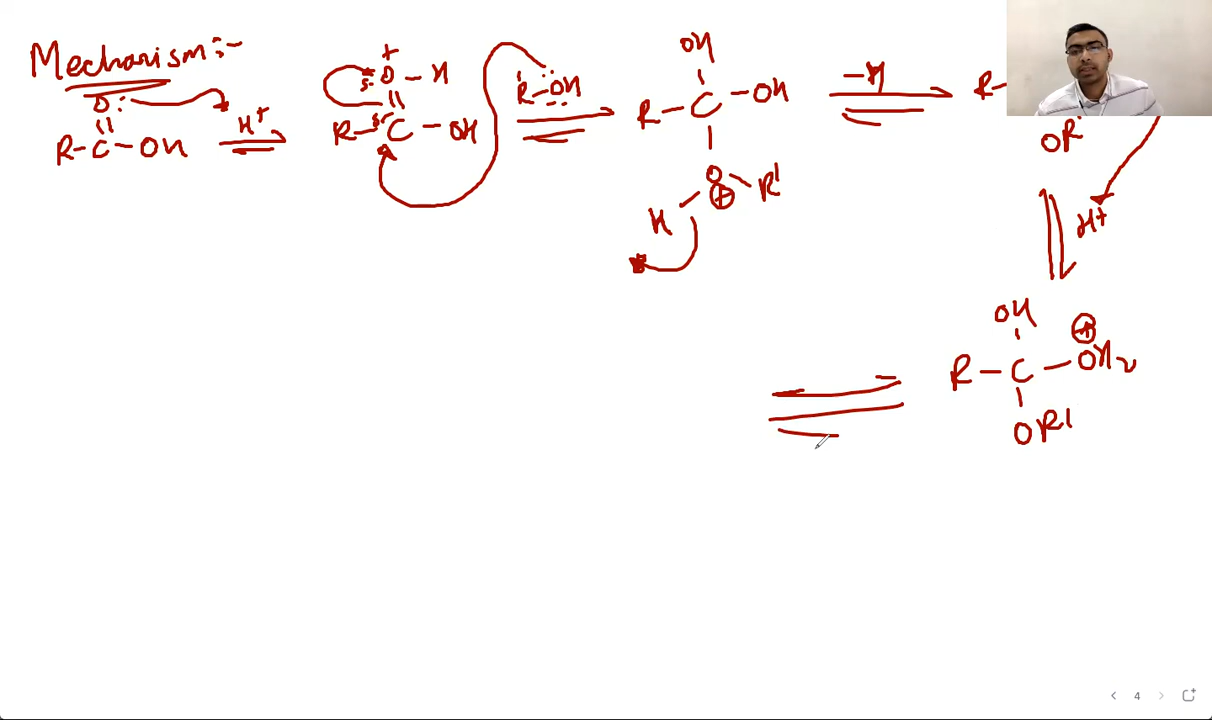 Mechanism:-
O:
||
R-C-OH
H+
+
O-H
S-
||
S+
R-C-OH
R'-OH
OH
R-C-OH
O R'
⊕
H
-H
R-
OR'
H+
OH ⊕
R-C-OH2
OR'
4